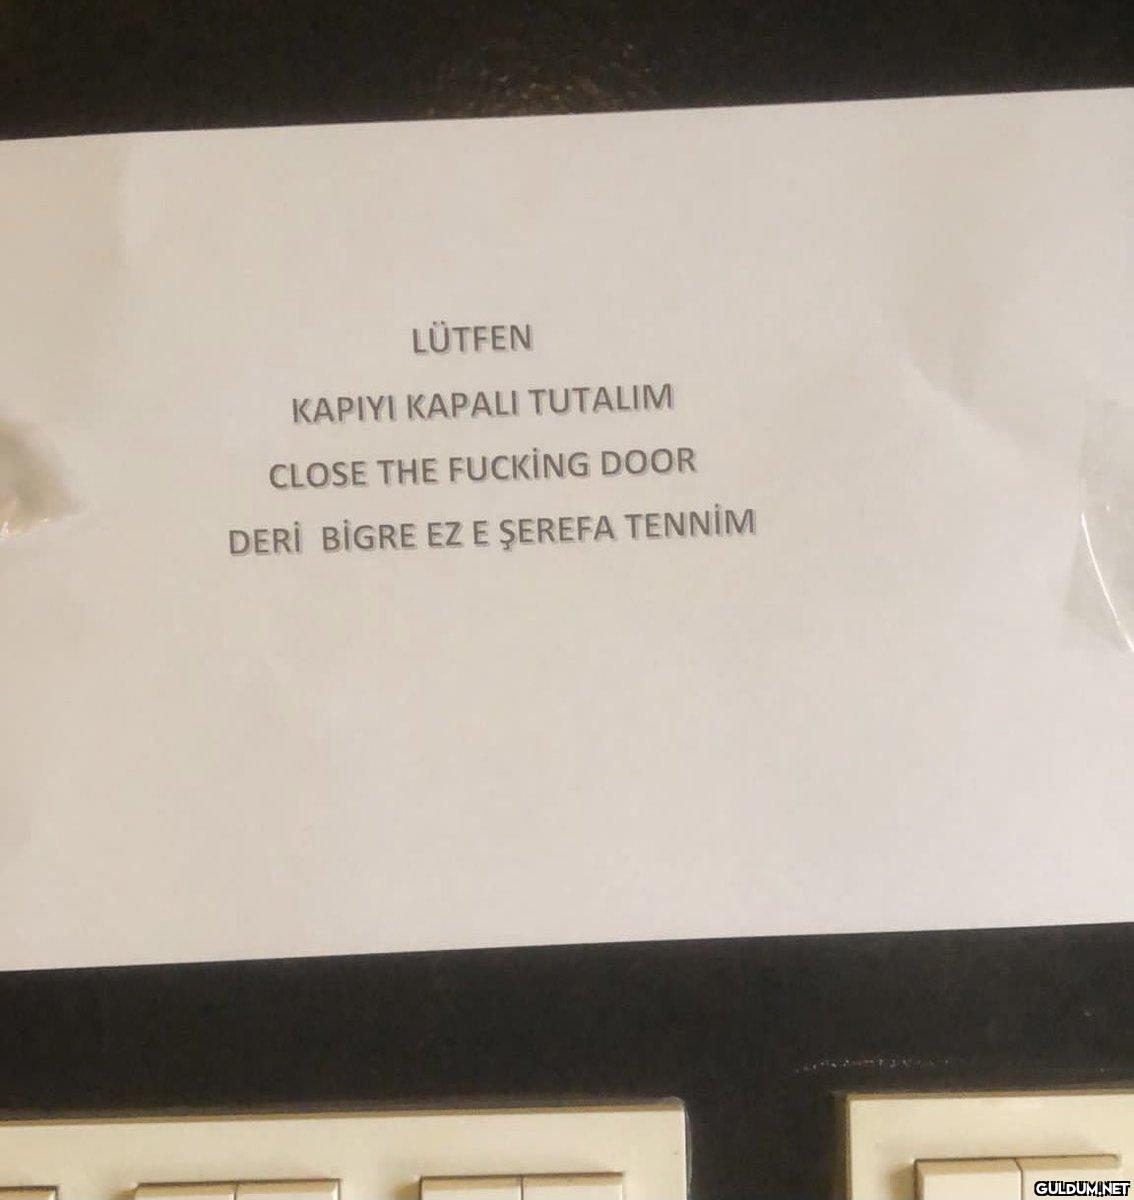 LÜTFEN
KAPIYI KAPALI TUTALIM
CLOSE THE FUCKİNG DOOR
DERİ BİGRE EZ E ŞEREFA TENNİM
GULDUM.NET